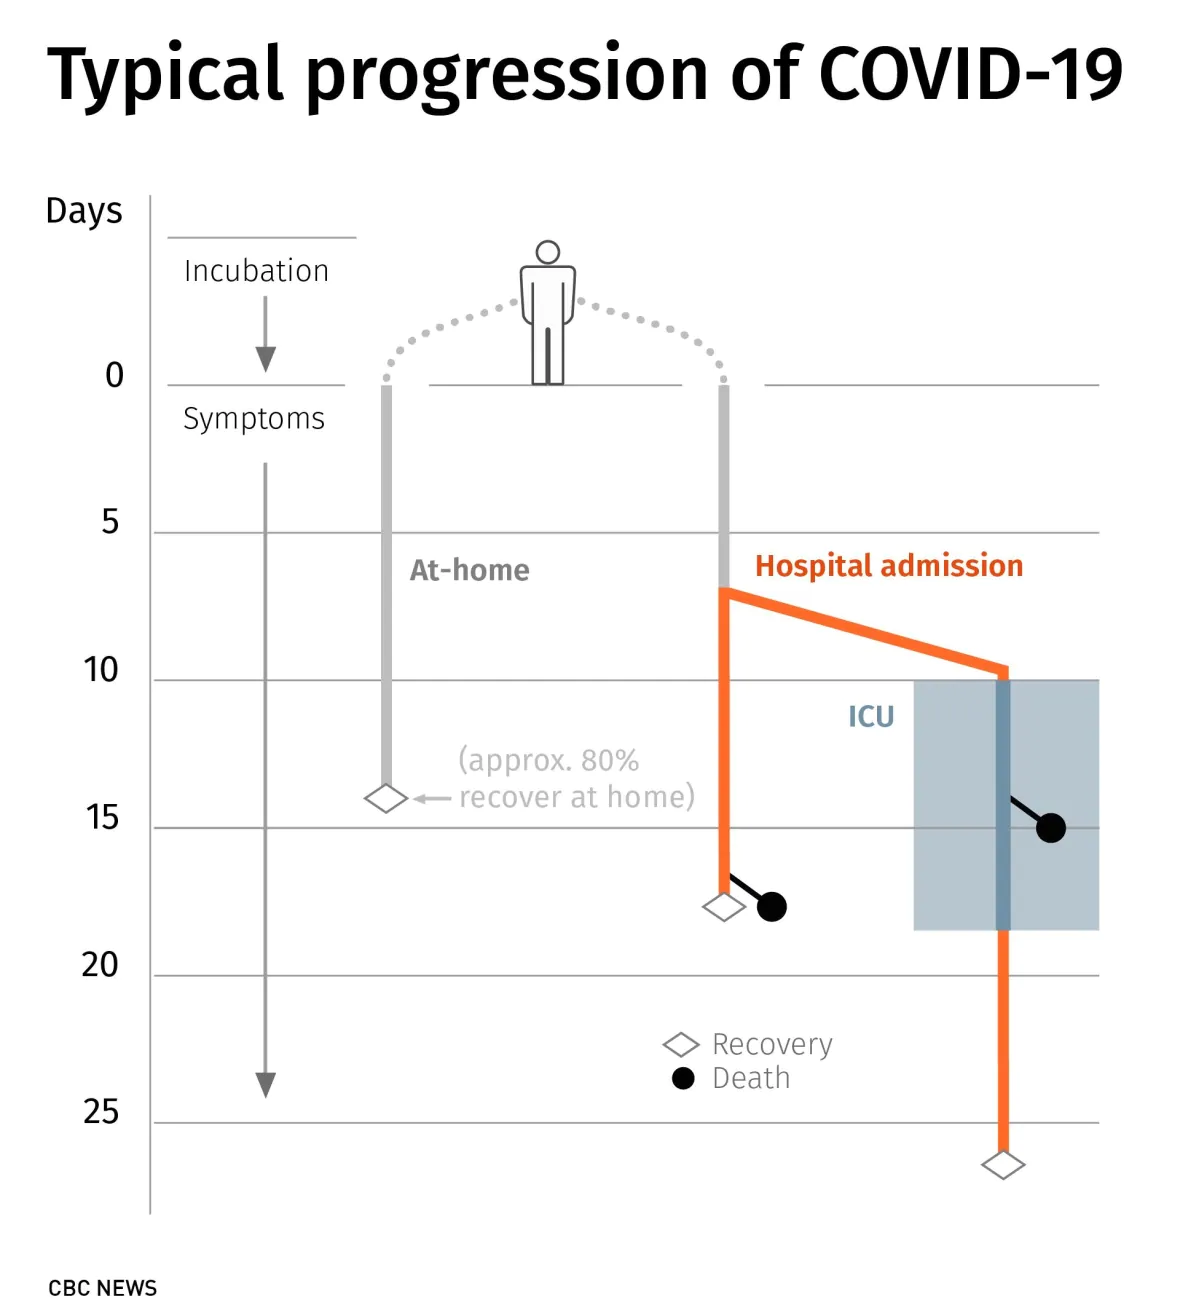 Typical progression of COVID-19
Days
Incubation
0
Symptoms
5
At-home
Hospital admission
10
ICU
(approx. 80%
recover at home)
15
20
Recovery
Death
25
CBC NEWS